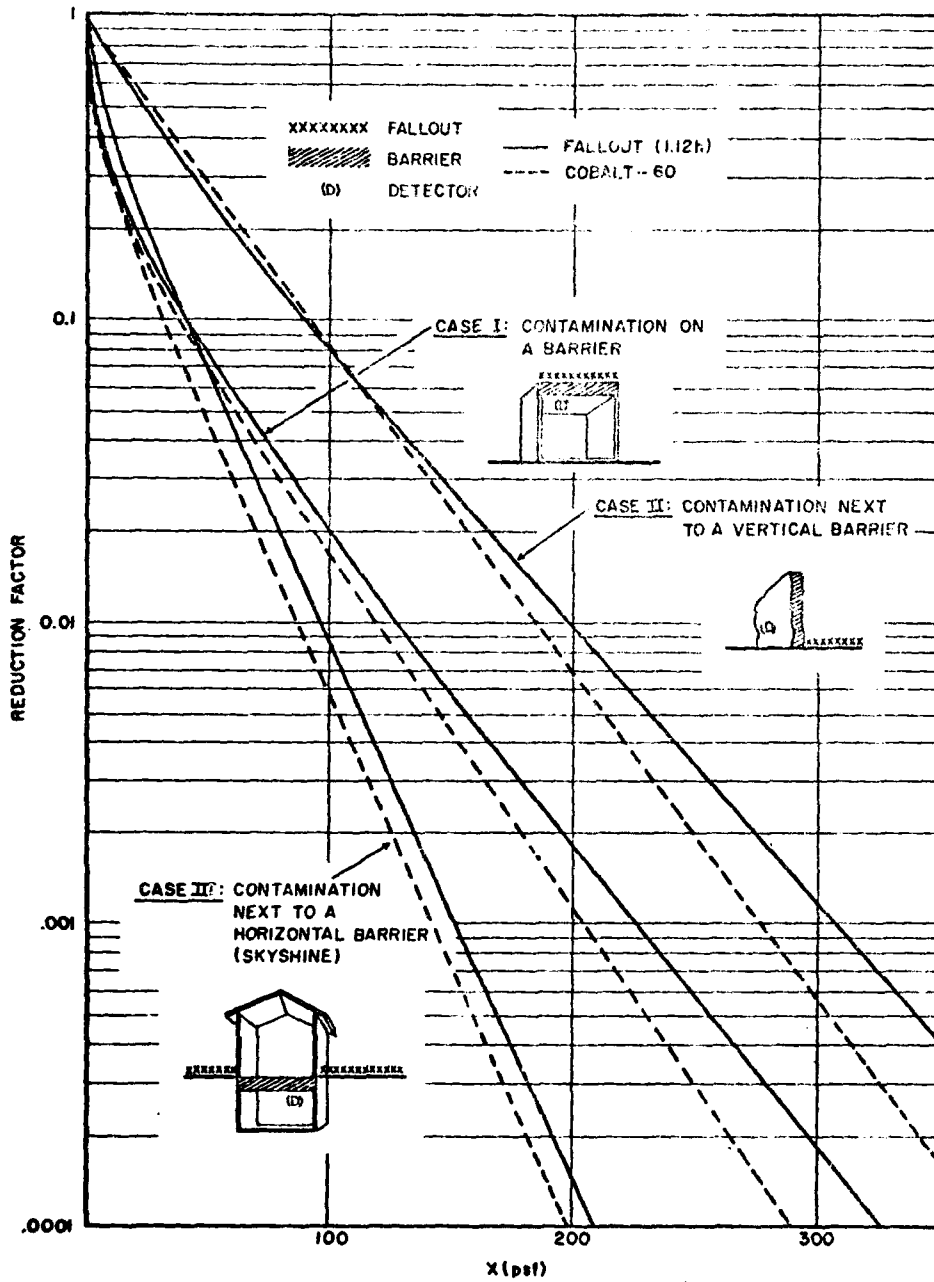 1
xxxxxxxx FALLOUT
BARRIER
(D) DETECTOR
FALLOUT (1.12h)
COBALT-60
0.1
CASE I: CONTAMINATION ON
A BARRIER
xxxxxxxxxxx
CASE II: CONTAMINATION NEXT
TO A VERTICAL BARRIER
(D)
xxxxxxxx
REDUCTION FACTOR
0.01
.001
CASE III: CONTAMINATION
NEXT TO A
HORIZONTAL BARRIER
(SKYSHINE)
(D)
.0001
100
200
300
X(psf)